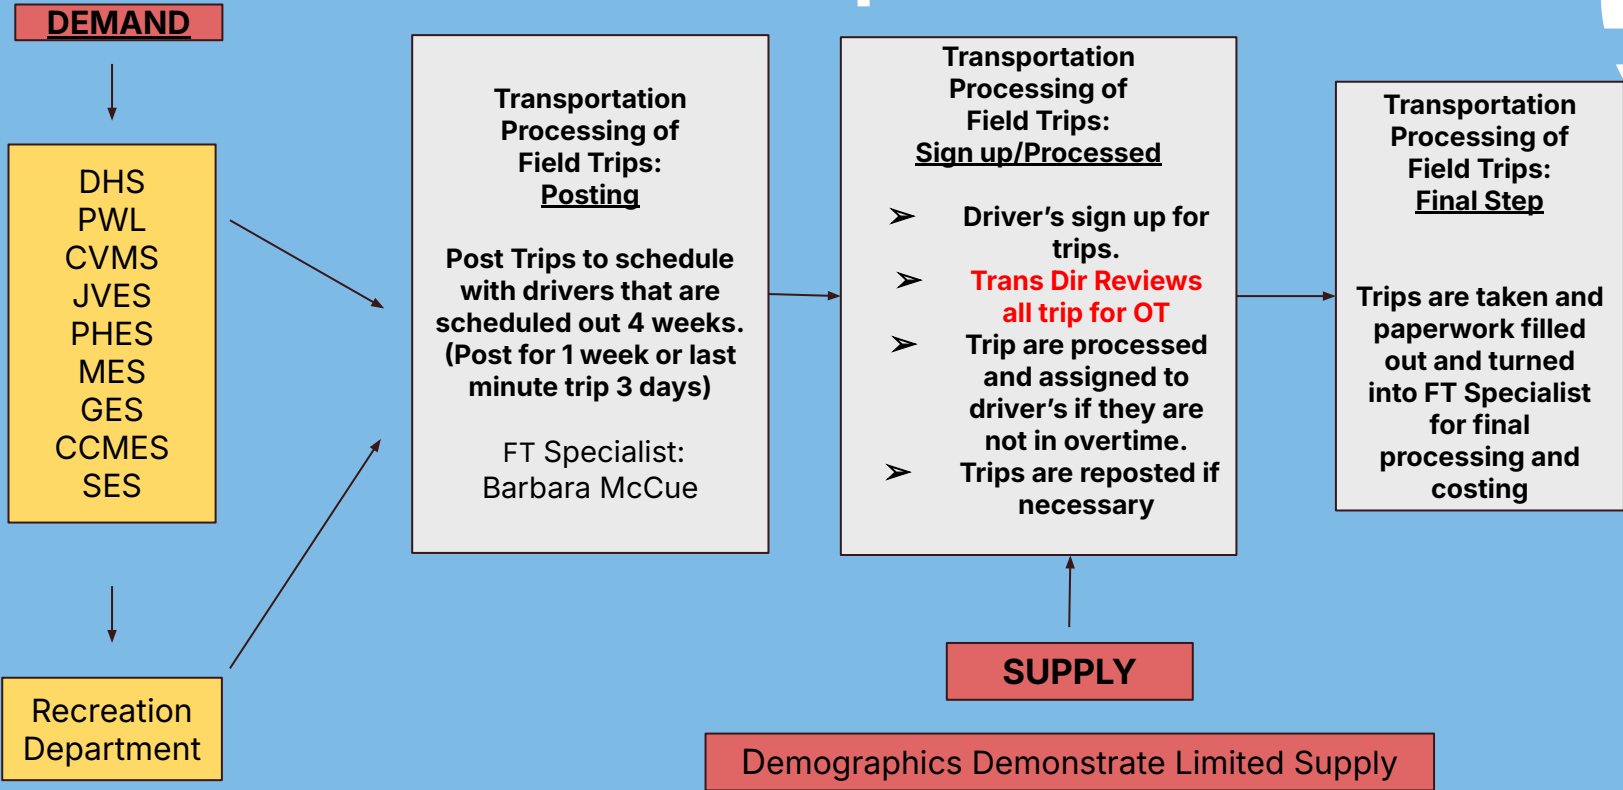 DEMAND
DHS
PWL
CVMS
JVES
PHES
MES
GES
CCMES
SES
Recreation
Department
Transportation
Processing of
Field Trips:
Posting
Post Trips to schedule
with drivers that are
scheduled out 4 weeks.
(Post for 1 week or last
minute trip 3 days)
FT Specialist:
Barbara McCue
Transportation
Processing of
Field Trips:
Sign up/Processed
➢ Driver’s sign up for
trips.
➢ Trans Dir Reviews
all trip for OT
➢ Trip are processed
and assigned to
driver’s if they are
not in overtime.
➢ Trips are reposted if
necessary
SUPPLY
Demographics Demonstrate Limited Supply
Transportation
Processing of
Field Trips:
Final Step
Trips are taken and
paperwork filled
out and turned
into FT Specialist
for final
processing and
costing